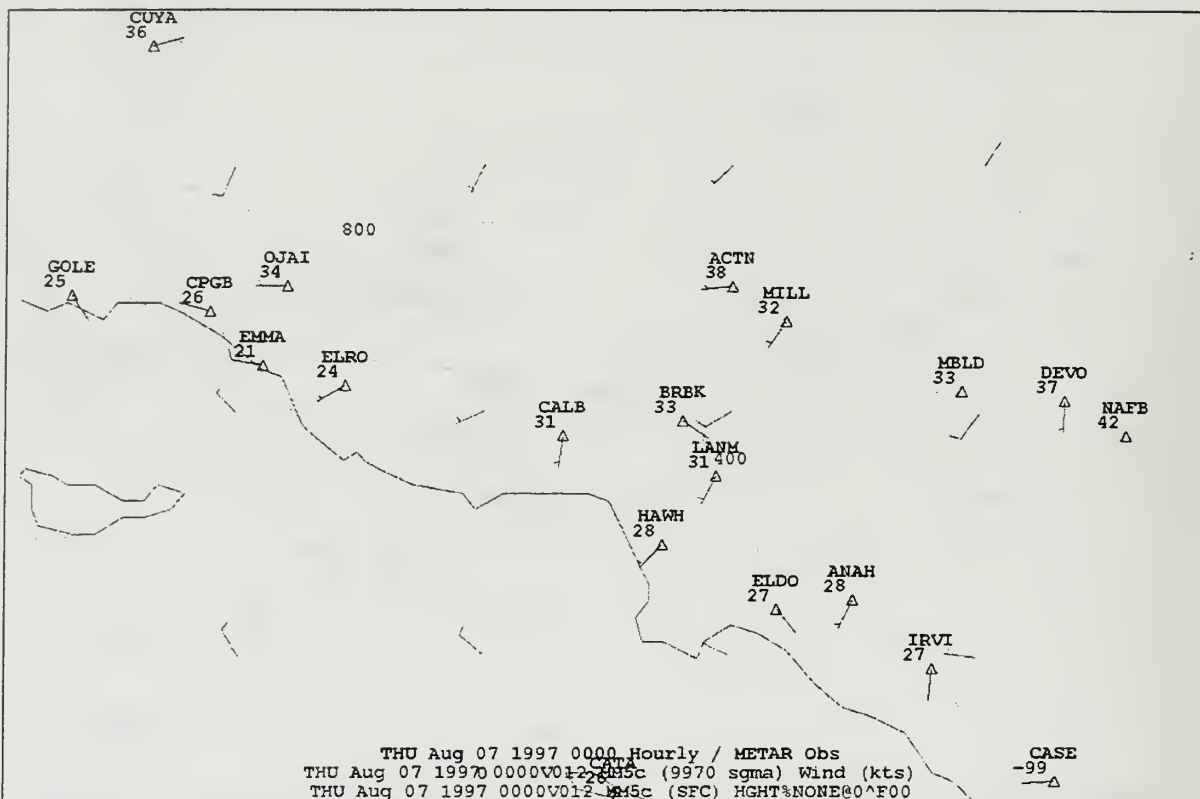 CUYA
36
800
GOLE
25
CPGB
26
OJAI
34
ACTN
38
MILL
32
EMMA
21
ELRO
24
CALB
31
BRBK
33
MBLD
33
DEVO
37
NAFB
42
LANM
31 400
HAWH
28
ELDO
27
ANAH
28
IRVI
27
CASE
-99
CATA
THU Aug 07 1997 0000 Hourly / METAR Obs
THU Aug 07 1997 0000V012 MM5c (9970 sgma) Wind (kts)
THU Aug 07 1997 0000V012 MM5c (SFC) HGHT%NONE@0^F00